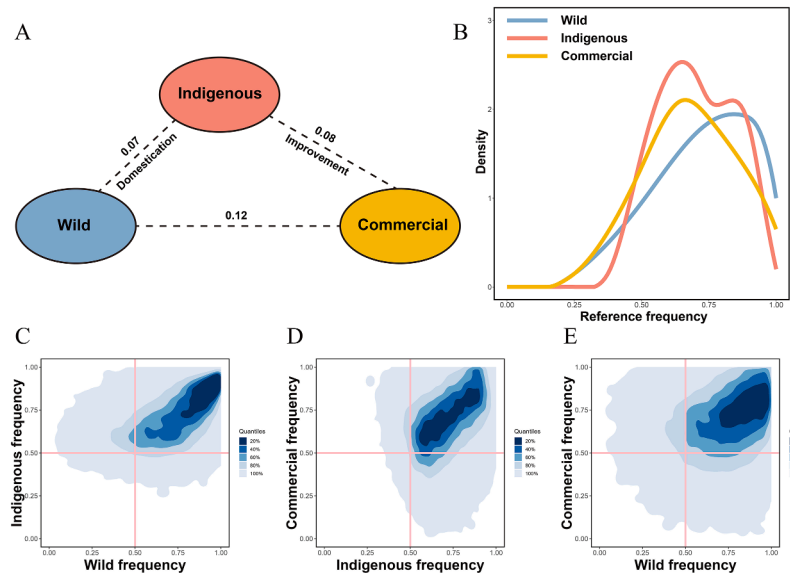 A
Indigenous
0.07
Domestication
0.08
Improvement
Wild
0.12
Commercial
B
Wild
Indigenous
Commercial
Density
3
2
1
0
0.00 0.25 0.50 0.75 1.00
Reference frequency
C
Indigenous frequency
1.00
0.75
0.50
0.25
0.00
0.00 0.25 0.50 0.75 1.00
Wild frequency
Quantiles
20%
40%
60%
80%
100%
D
Commercial frequency
1.00
0.75
0.50
0.25
0.00
0.00 0.25 0.50 0.75 1.00
Indigenous frequency
Quantiles
20%
40%
60%
80%
100%
E
Commercial frequency
1.00
0.75
0.50
0.25
0.00
0.00 0.25 0.50 0.75 1.00
Wild frequency
Quantiles
20%
40%
60%
80%
100%